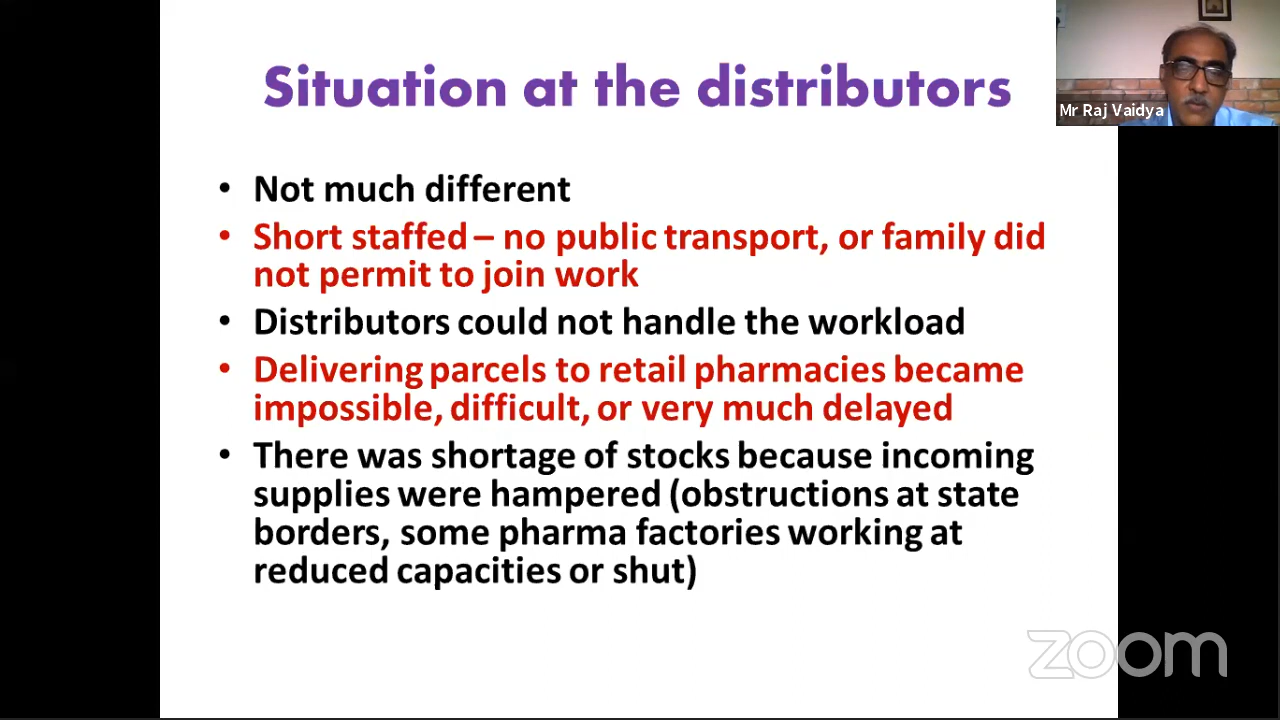 Situation at the distributors
Mr Raj Vaidya
• Not much different
• Short staffed – no public transport, or family did
not permit to join work
• Distributors could not handle the workload
• Delivering parcels to retail pharmacies became
impossible, difficult, or very much delayed
• There was shortage of stocks because incoming
supplies were hampered (obstructions at state
borders, some pharma factories working at
reduced capacities or shut)
zoom